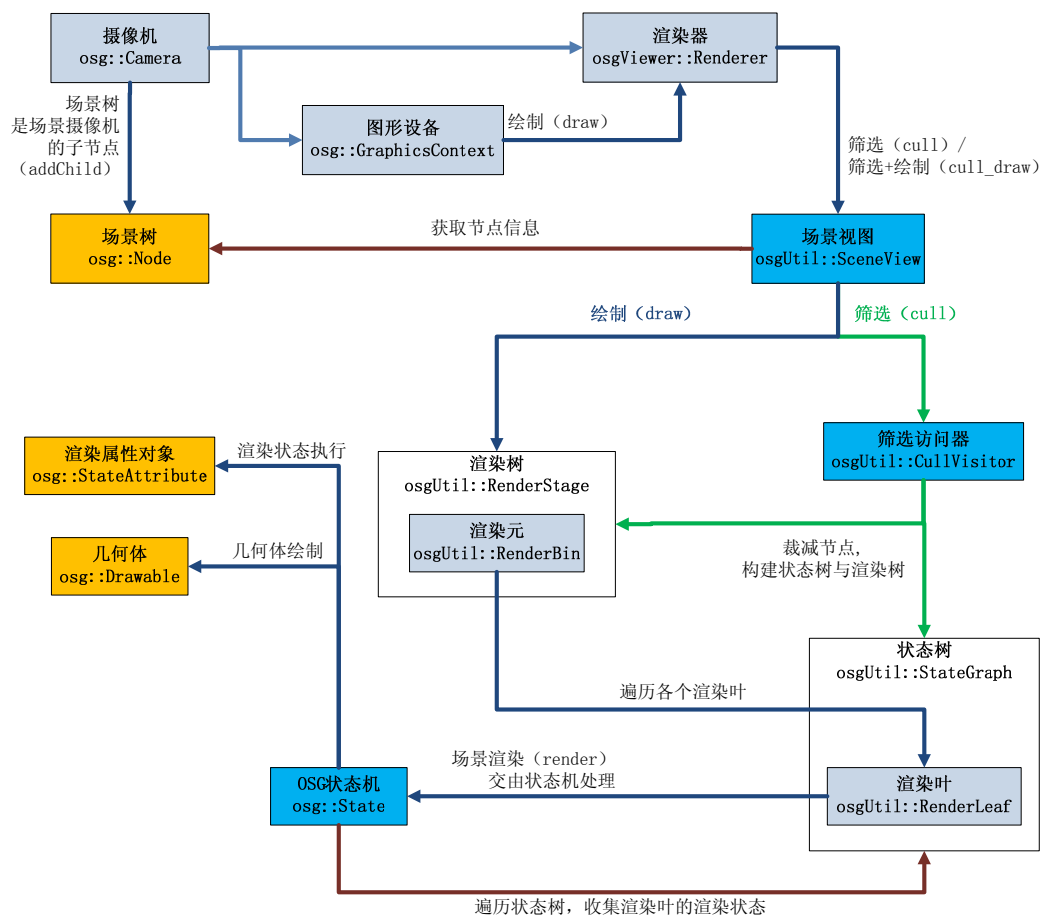 摄像机
osg::Camera
渲染器
osgViewer::Renderer
场景树
是场景摄像机
的子节点
（addChild）
图形设备
osg::GraphicsContext
绘制（draw）
筛选（cull）/
筛选+绘制（cull_draw）
场景树
osg::Node
获取节点信息
场景视图
osgUtil::SceneView
绘制（draw）
筛选（cull）
渲染属性对象
osg::StateAttribute
渲染状态执行
渲染树
osgUtil::RenderStage
筛选访问器
osgUtil::CullVisitor
渲染元
osgUtil::RenderBin
几何体
osg::Drawable
几何体绘制
裁减节点,
构建状态树与渲染树
状态树
osgUtil::StateGraph
遍历各个渲染叶
场景渲染（render）
交由状态机处理
OSG状态机
osg::State
渲染叶
osgUtil::RenderLeaf
遍历状态树, 收集渲染叶的渲染状态